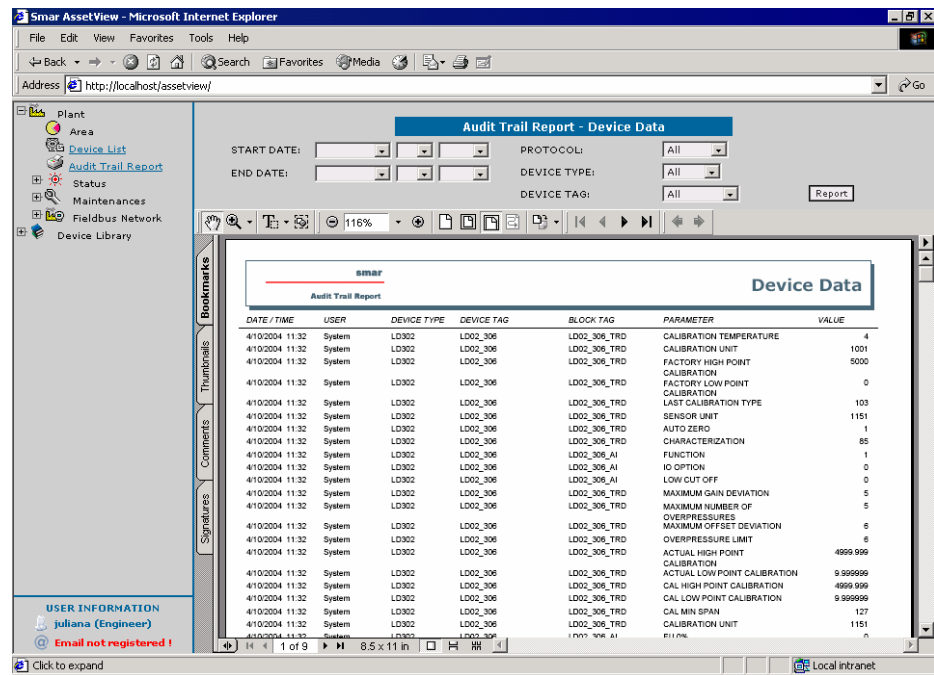 Smar AssetView - Microsoft Internet Explorer
File Edit View Favorites Tools Help
Back Search Favorites Media
Address http://localhost/assetview/ Go
Plant
Area
Device List
Audit Trail Report
Status
Maintenances
Fieldbus Network
Device Library
Audit Trail Report - Device Data
START DATE: PROTOCOL: All
END DATE: DEVICE TYPE: All
DEVICE TAG: All Report
116%
Bookmarks
Thumbnails
Comments
Signatures
smar
Audit Trail Report
Device Data
DATE / TIME USER DEVICE TYPE DEVICE TAG BLOCK TAG PARAMETER VALUE
4/10/2004 11:32 System LD302 LD02_306 LD02_306_TRD CALIBRATION TEMPERATURE 4
4/10/2004 11:32 System LD302 LD02_306 LD02_306_TRD CALIBRATION UNIT 1001
4/10/2004 11:32 System LD302 LD02_306 LD02_306_TRD FACTORY HIGH POINT 5000
CALIBRATION
4/10/2004 11:32 System LD302 LD02_306 LD02_306_TRD FACTORY LOW POINT 0
CALIBRATION
4/10/2004 11:32 System LD302 LD02_306 LD02_306_TRD LAST CALIBRATION TYPE 103
4/10/2004 11:32 System LD302 LD02_306 LD02_306_TRD SENSOR UNIT 1151
4/10/2004 11:32 System LD302 LD02_306 LD02_306_TRD AUTO ZERO 1
4/10/2004 11:32 System LD302 LD02_306 LD02_306_TRD CHARACTERIZATION 85
4/10/2004 11:32 System LD302 LD02_306 LD02_306_AI FUNCTION 1
4/10/2004 11:32 System LD302 LD02_306 LD02_306_AI IO OPTION 0
4/10/2004 11:32 System LD302 LD02_306 LD02_306_AI LOW CUT OFF 0
4/10/2004 11:32 System LD302 LD02_306 LD02_306_TRD MAXIMUM GAIN DEVIATION 5
4/10/2004 11:32 System LD302 LD02_306 LD02_306_TRD MAXIMUM NUMBER OF 5
OVERPRESSURES
4/10/2004 11:32 System LD302 LD02_306 LD02_306_TRD MAXIMUM OFFSET DEVIATION 6
4/10/2004 11:32 System LD302 LD02_306 LD02_306_TRD OVERPRESSURE LIMIT 6
4/10/2004 11:32 System LD302 LD02_306 LD02_306_TRD ACTUAL HIGH POINT 4999.999
CALIBRATION
4/10/2004 11:32 System LD302 LD02_306 LD02_306_TRD ACTUAL LOW POINT CALIBRATION 9.999999
4/10/2004 11:32 System LD302 LD02_306 LD02_306_TRD CAL HIGH POINT CALIBRATION 4999.999
4/10/2004 11:32 System LD302 LD02_306 LD02_306_TRD CAL LOW POINT CALIBRATION 9.999999
4/10/2004 11:32 System LD302 LD02_306 LD02_306_TRD CAL MIN SPAN 127
4/10/2004 11:32 System LD302 LD02_306 LD02_306_TRD CALIBRATION UNIT 1151
4/10/2004 11:32 System LD302 LD02_306 LD02_306_AI EU 0% 0
USER INFORMATION
juliana (Engineer)
Email not registered !
1 of 9 8.5 x 11 in
Click to expand Local intranet